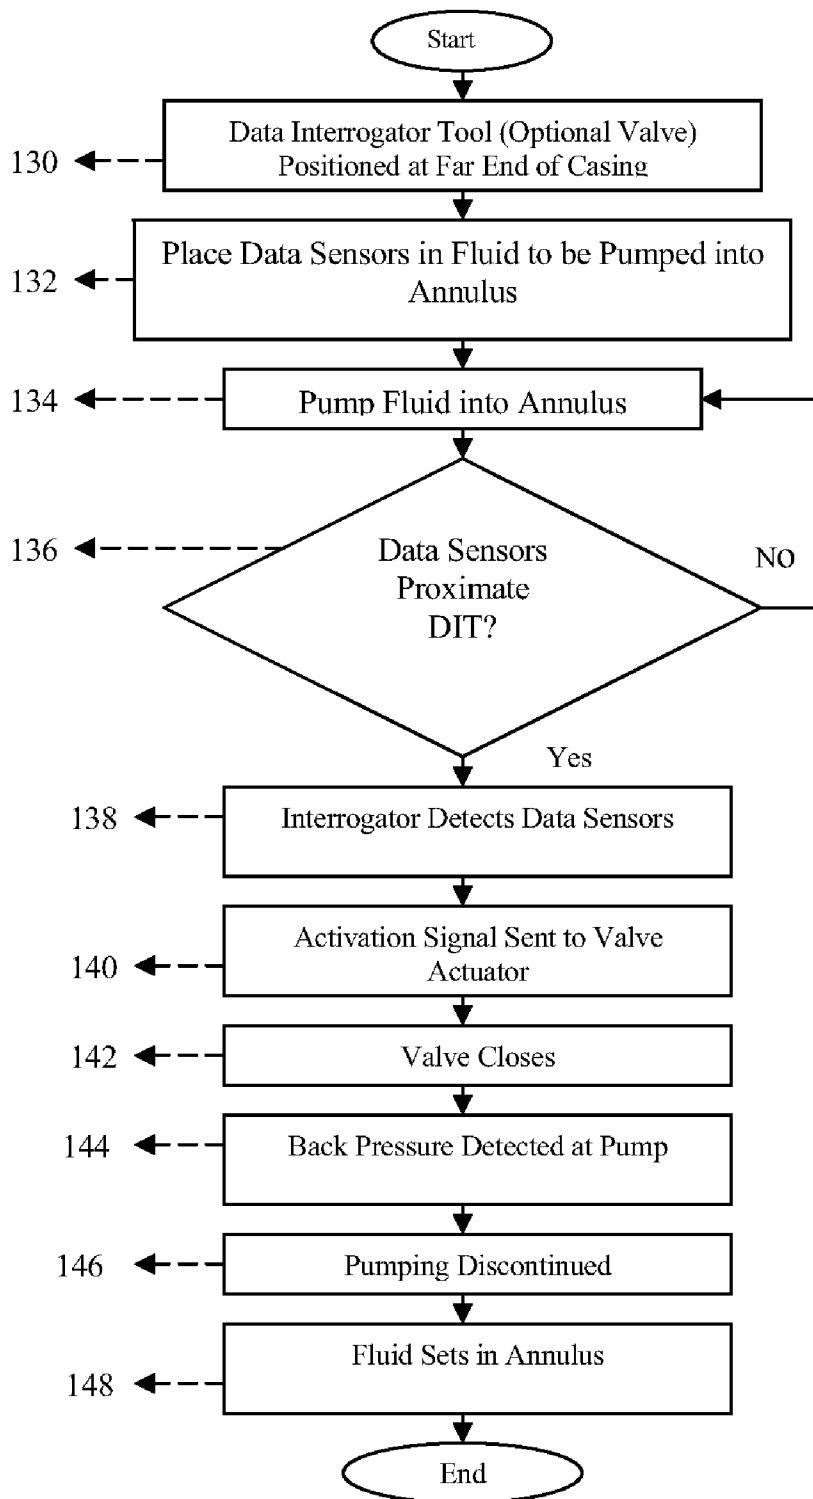 Start
Data Interrogator Tool (Optional Valve)
Positioned at Far End of Casing
130
Place Data Sensors in Fluid to be Pumped into
Annulus
132
134
Pump Fluid into Annulus
136
Data Sensors
Proximate
DIT?
NO
Yes
138
Interrogator Detects Data Sensors
Activation Signal Sent to Valve
Actuator
140
142
Valve Closes
144
Back Pressure Detected at Pump
146
Pumping Discontinued
Fluid Sets in Annulus
148
End